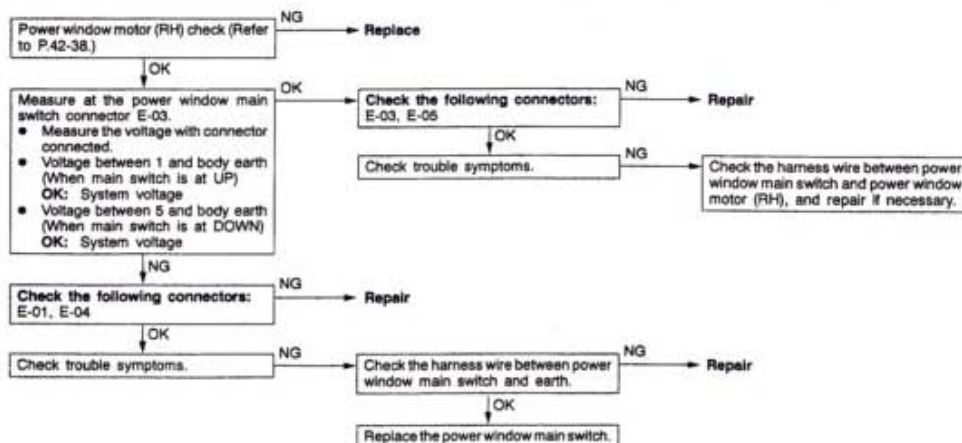 Power window motor (RH) check (Refer
to P.42-38.)
NG
Replace
OK
Measure at the power window main
switch connector E-03.
● Measure the voltage with connector
connected.
● Voltage between 1 and body earth
(When main switch is at UP)
OK: System voltage
● Voltage between 5 and body earth
(When main switch is at DOWN)
OK: System voltage
OK
Check the following connectors:
E-03, E-05
NG
Repair
OK
Check trouble symptoms.
NG
Check the harness wire between power
window main switch and power window
motor (RH), and repair if necessary.
NG
Check the following connectors:
E-01, E-04
NG
Repair
OK
Check trouble symptoms.
NG
Check the harness wire between power
window main switch and earth.
NG
Repair
OK
Replace the power window main switch.